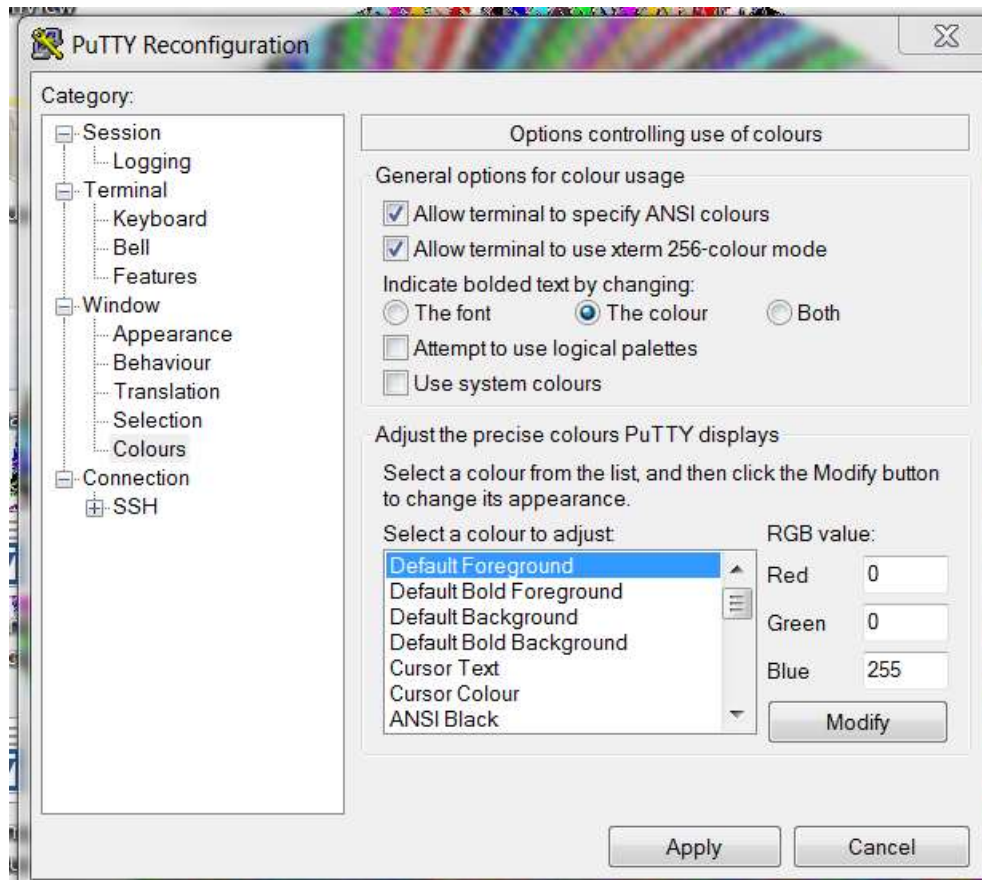 PuTTY Reconfiguration
Category:
Session
Logging
Terminal
Keyboard
Bell
Features
Window
Appearance
Behaviour
Translation
Selection
Colours
Connection
SSH
Options controlling use of colours
General options for colour usage
Allow terminal to specify ANSI colours
Allow terminal to use xterm 256-colour mode
Indicate bolded text by changing:
The font The colour Both
Attempt to use logical palettes
Use system colours
Adjust the precise colours PuTTY displays
Select a colour from the list, and then click the Modify button
to change its appearance.
Select a colour to adjust:
RGB value:
Default Foreground
Default Bold Foreground
Default Background
Default Bold Background
Cursor Text
Cursor Colour
ANSI Black
Red 0
Green 0
Blue 255
Modify
Apply Cancel